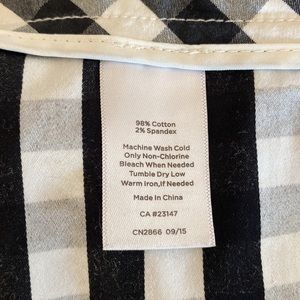 98% Cotton
2% Spandex
Machine Wash Cold
Only Non-Chlorine
Bleach When Needed
Tumble Dry Low
Warm Iron,If Needed
Made In China
CA #23147
CN2866 09/15